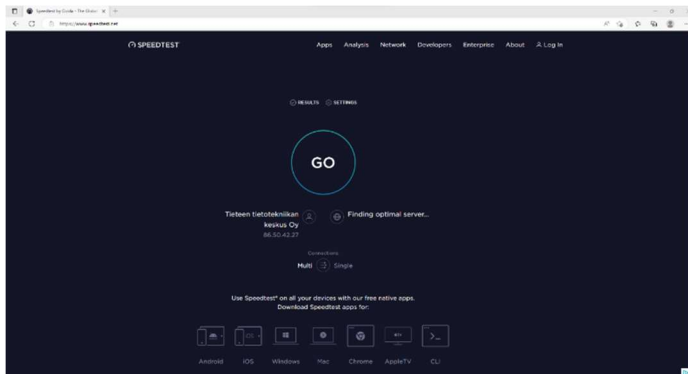 Speedtest by Ookla - The Global
https://www.speedtest.net
SPEEDTEST
Apps Analysis Network Developers Enterprise About Log In
RESULTS SETTINGS
GO
Tieteen tietotekniikan
keskus Oy
86.50.42.27
Finding optimal server...
Connections
Multi Single
Use Speedtest® on all your devices with our free native apps.
Download Speedtest apps for:
Android iOS Windows Mac Chrome AppleTV CLI